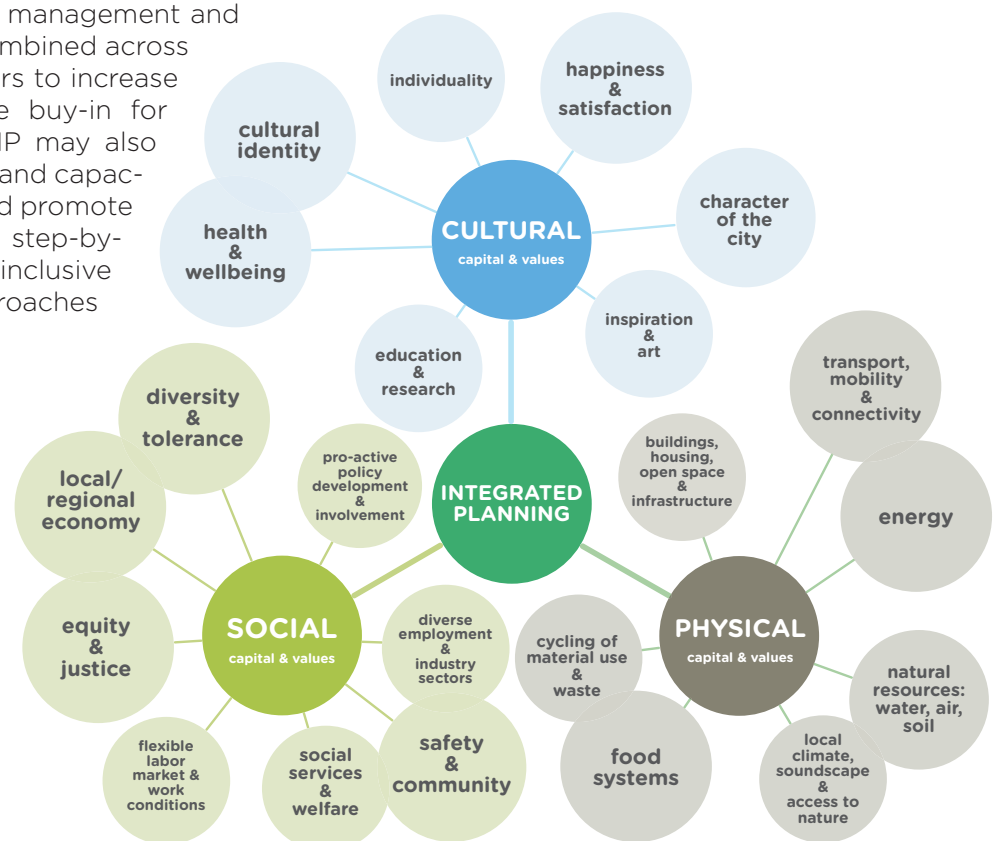 management and
mbined across
rs to increase
buy-in for
IP may also
and capac-
d promote
step-by-
inclusive
roaches
individuality
happiness
&
satisfaction
cultural
identity
health
&
wellbeing
CULTURAL
capital & values
character
of the
city
inspiration
&
art
education
&
research
transport,
mobility
&
connectivity
diversity
&
tolerance
local/
regional
economy
pro-active
policy
development
&
involvement
INTEGRATED
PLANNING
buildings,
housing,
open space
&
infrastructure
energy
equity
&
justice
SOCIAL
capital & values
diverse
employment
&
industry
sectors
cycling of
material use
&
waste
PHYSICAL
capital & values
natural
resources:
water, air,
soil
flexible
labor
market &
work
conditions
social
services
&
welfare
safety
&
community
food
systems
local
climate,
soundscape
&
access to
nature